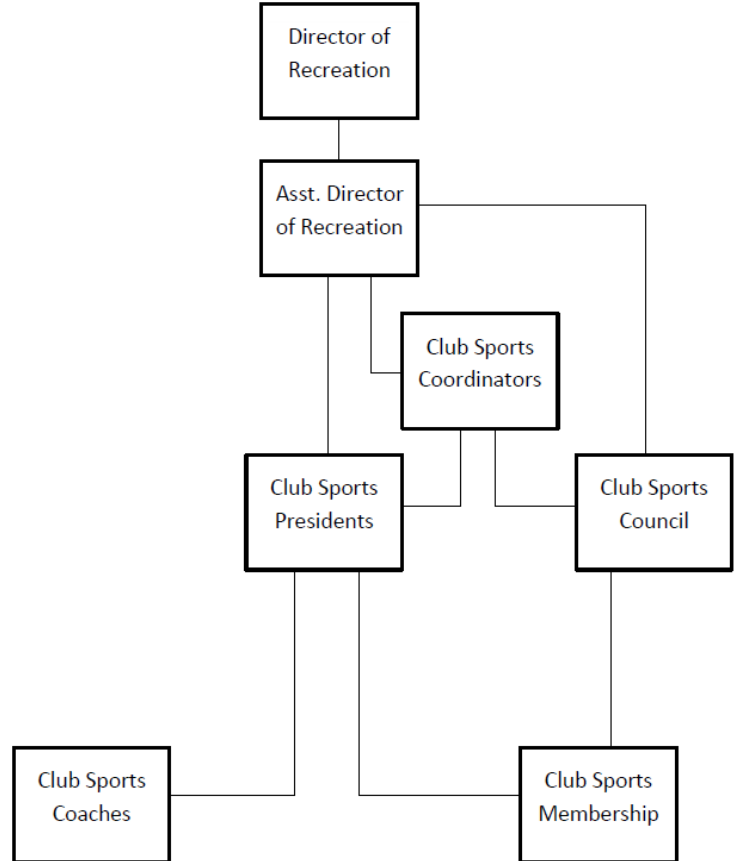 Director of
Recreation
Asst. Director
of Recreation
Club Sports
Coordinators
Club Sports
Presidents
Club Sports
Council
Club Sports
Coaches
Club Sports
Membership